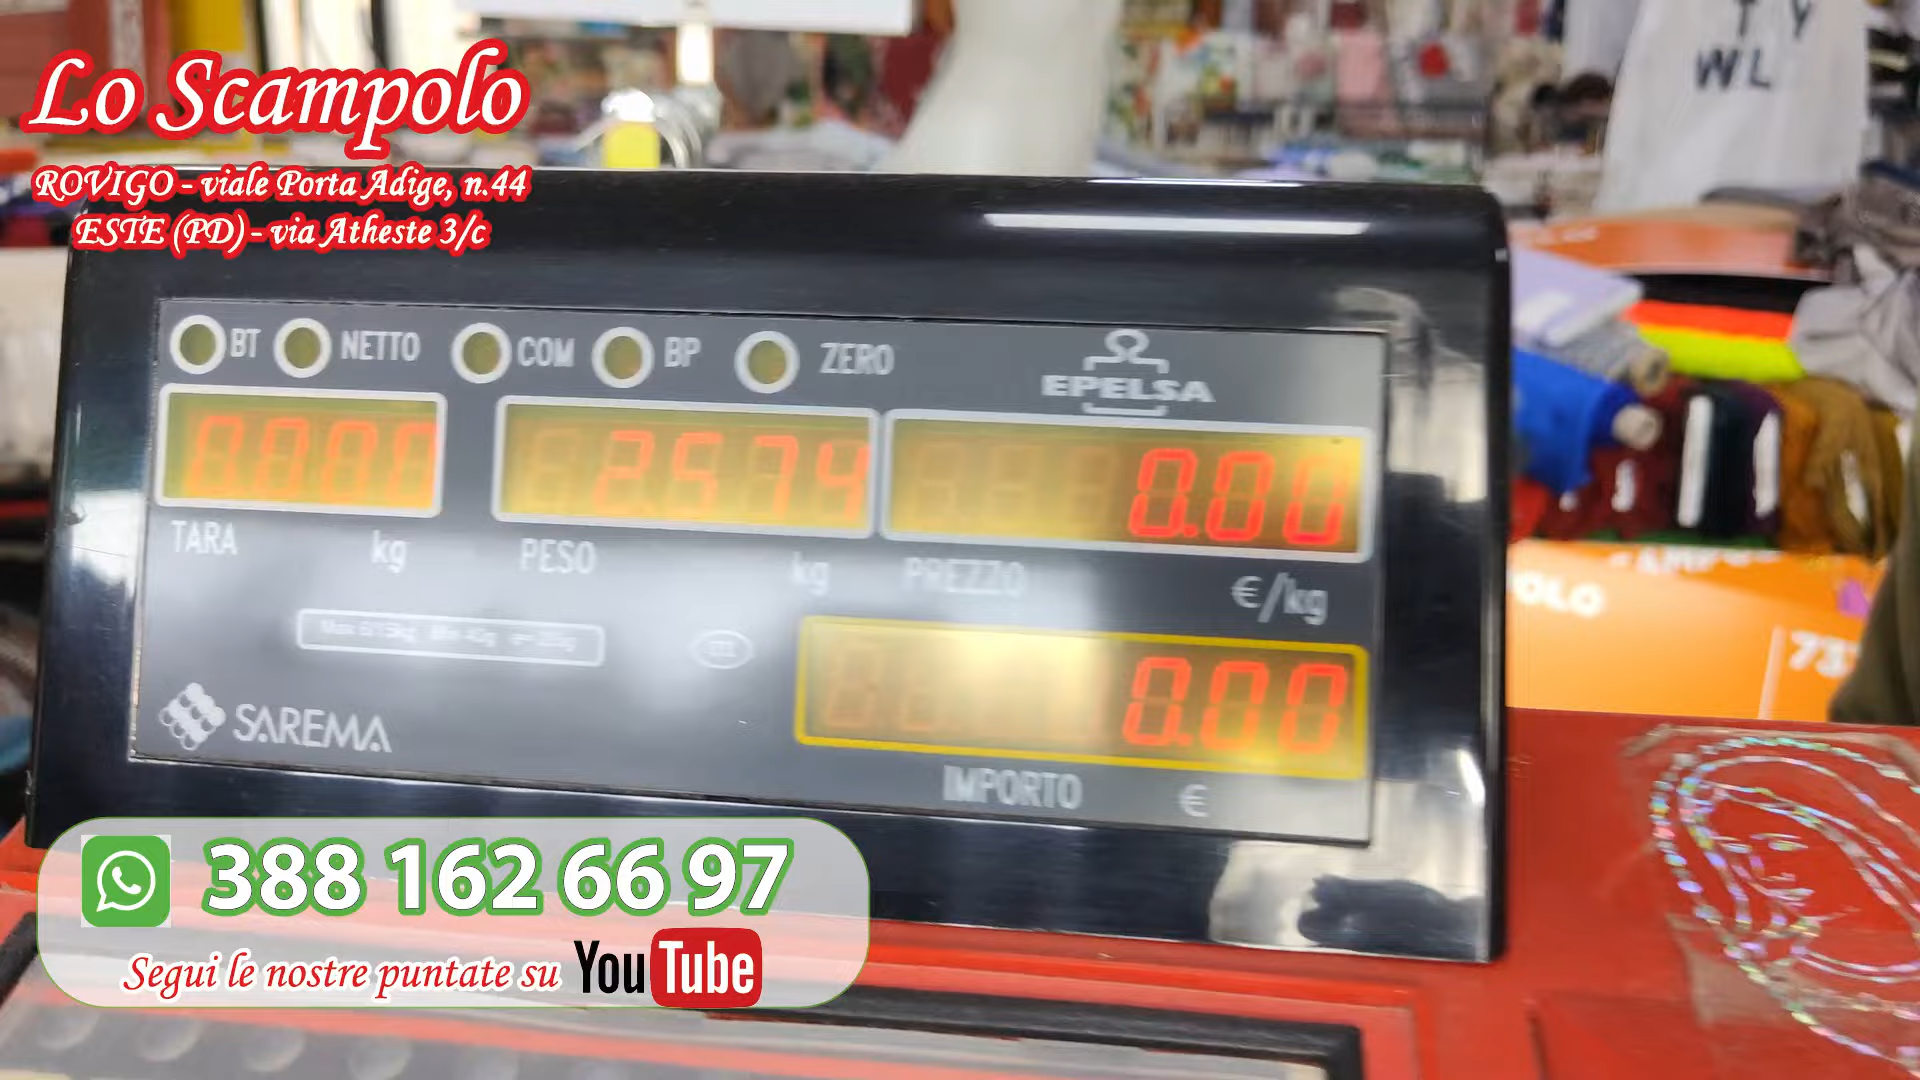 T Y
WL
Lo Scampolo
ROVIGO - viale Porta Adige, n.44
ESTE (PD) - via Atheste 3/c
BT NETTO COM BP ZERO
EPELSA
0.000 2.574 0.00
TARA kg PESO kg PREZZO €/kg
POLO
0.00
SAREMA
IMPORTO €
388 162 66 97
Segui le nostre puntate su YouTube